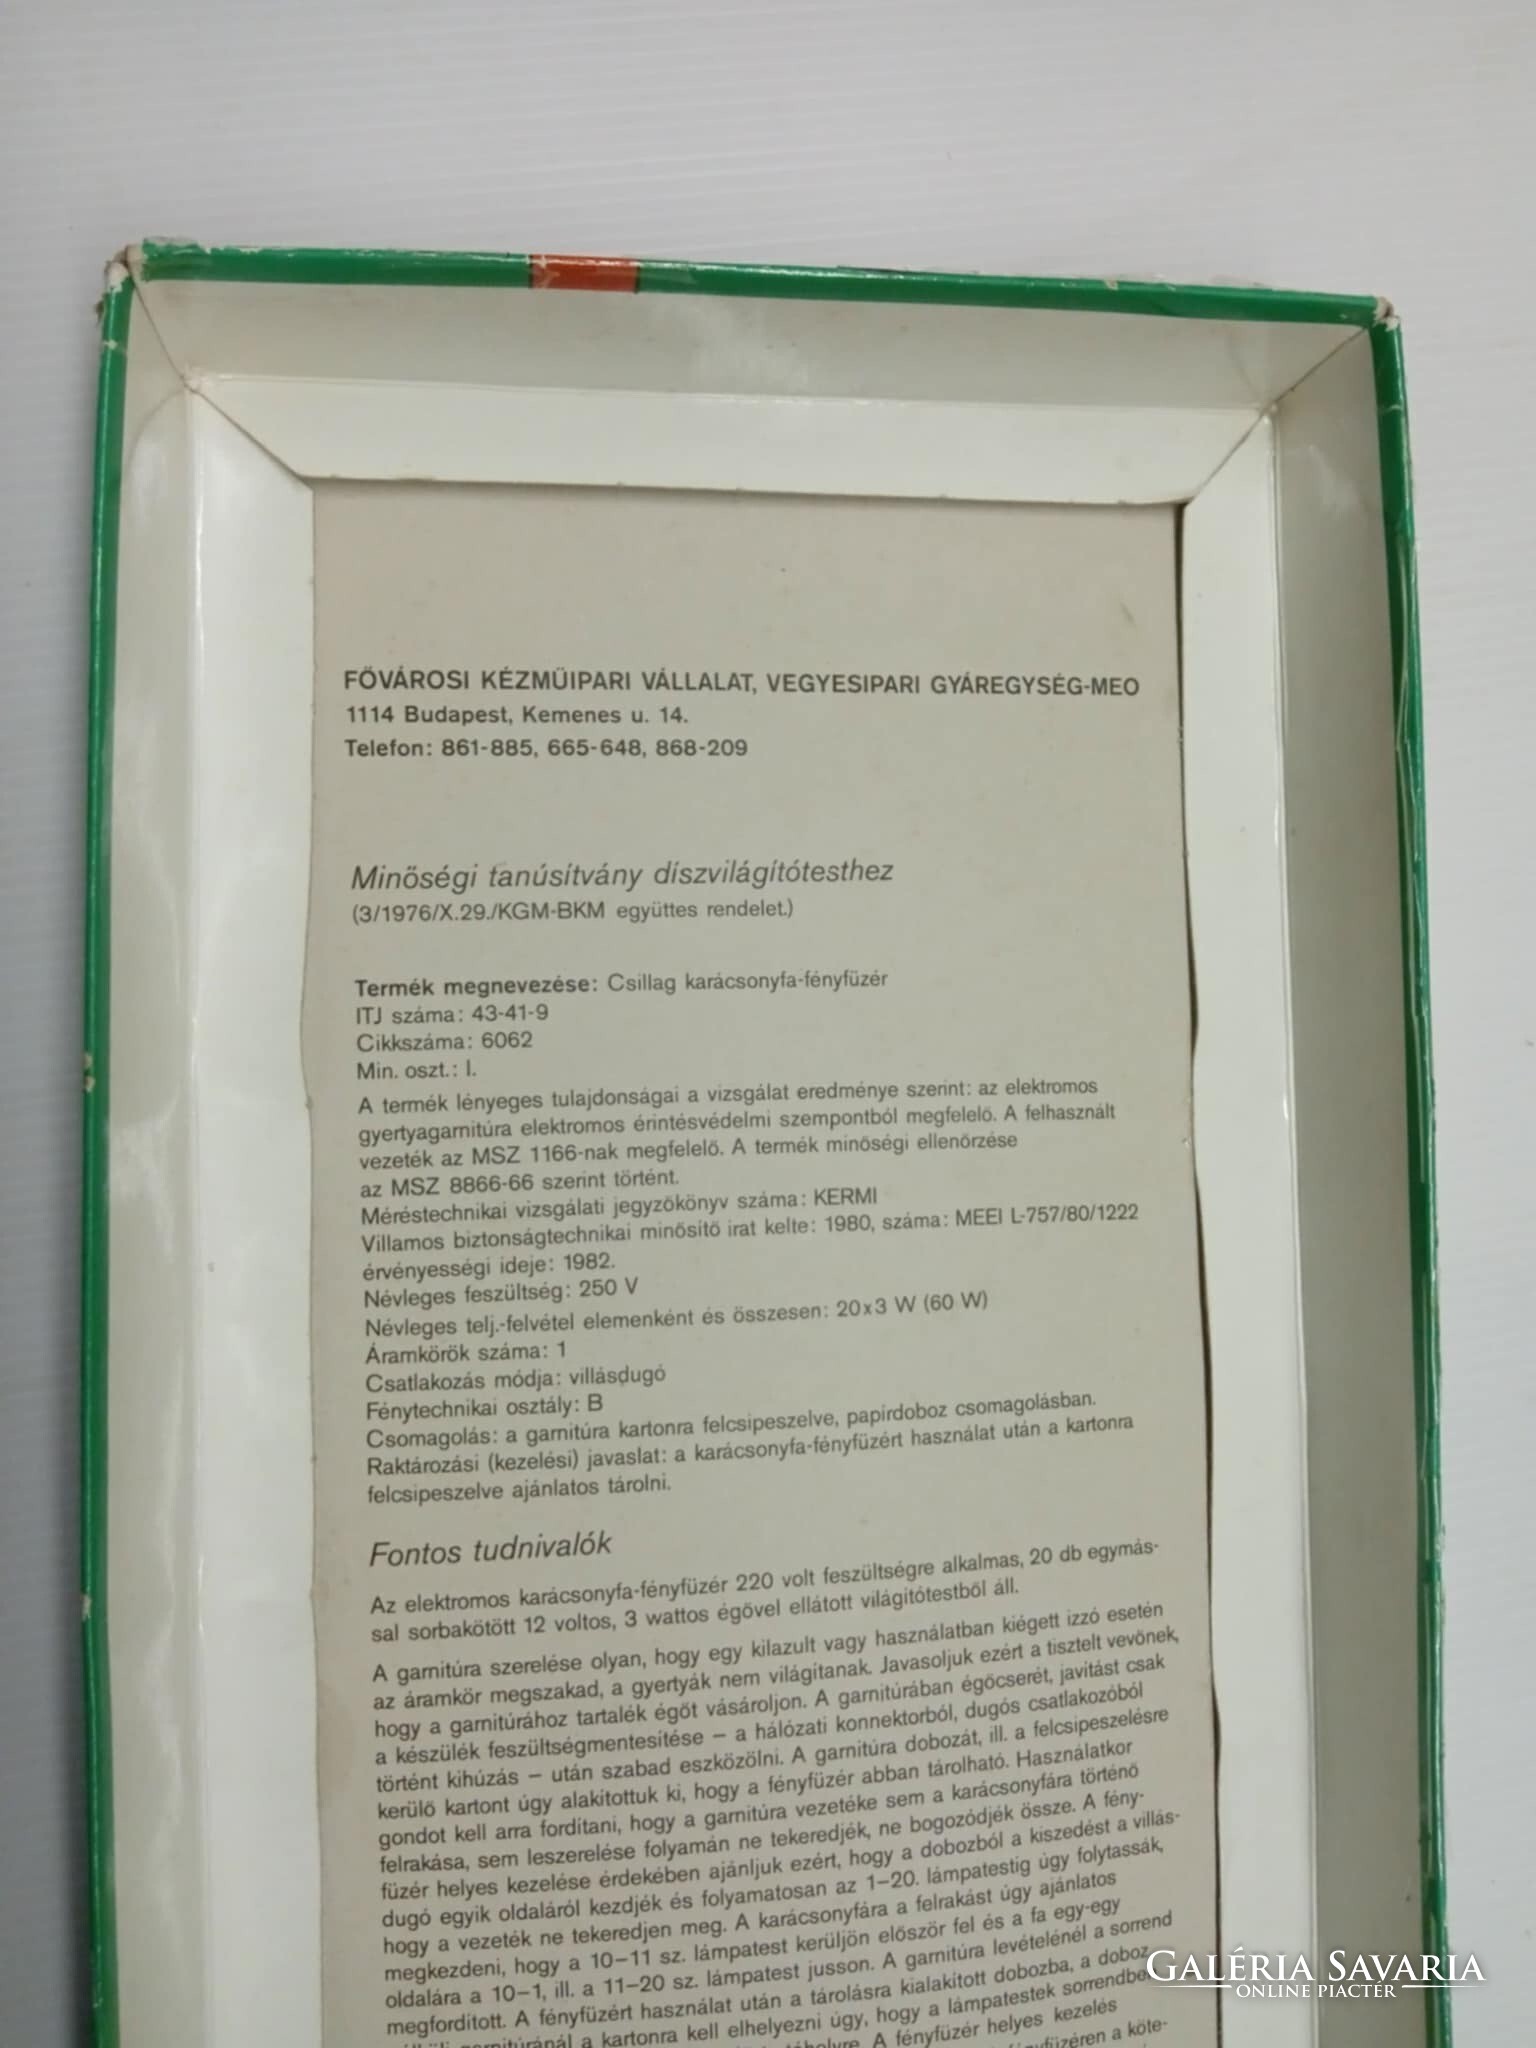 FŐVÁROSI KÉZMŰIPARI VÁLLALAT, VEGYESIPARI GYÁREGYSÉG-MEO
1114 Budapest, Kemenes u. 14.
Telefon: 861-885, 665-648, 868-209
Minőségi tanúsítvány díszvilágítótesthez
(3/1976/X.29./KGM-BKM együttes rendelet.)
Termék megnevezése: Csillag karácsonyfa-fényfüzér
ITJ száma: 43-41-9
Cikkszáma: 6062
Min. oszt.: I.
A termék lényeges tulajdonságai a vizsgálat eredménye szerint: az elektromos
gyertyagarnitúra elektromos érintésvédelmi szempontból megfelelő. A felhasznált
vezeték az MSZ 1166-nak megfelelő. A termék minőségi ellenőrzése
az MSZ 8866-66 szerint történt.
Méréstechnikai vizsgálati jegyzőkönyv száma: KERMI
Villamos biztonságtechnikai minősítő irat kelte: 1980, száma: MEEI L-757/80/1222
érvényességi ideje: 1982.
Névleges feszültség: 250 V
Névleges telj.-felvétel elemenként és összesen: 20x3 W (60 W)
Áramkörök száma: 1
Csatlakozás módja: villásdugó
Fénytechnikai osztály: B
Csomagolás: a garnitúra kartonra felcsipeszelve, papírdoboz csomagolásban.
Raktározási (kezelési) javaslat: a karácsonyfa-fényfüzért használat után a kartonra
felcsipeszelve ajánlatos tárolni.
Fontos tudnivalók
Az elektromos karácsonyfa-fényfüzér 220 volt feszültségre alkalmas, 20 db egymás-
sal sorbakötött 12 voltos, 3 wattos égővel ellátott világítótestből áll.
A garnitúra szerelése olyan, hogy egy kilazult vagy használatban kiégett izzó esetén
az áramkör megszakad, a gyertyák nem világítanak. Javasoljuk ezért a tisztelt vevőnek,
hogy a garnitúrához tartalék égőt vásároljon. A garnitúrában égőcserét, javítást csak
a készülék feszültségmentesítése – a hálózati konnektorból, dugós csatlakozóból
történt kihúzás – után szabad eszközölni. A garnitúra dobozát, ill. a felcsipeszelésre
kerülő kartont úgy alakítottuk ki, hogy a fényfüzér abban tárolható. Használatkor
gondot kell arra fordítani, hogy a garnitúra vezetéke sem a karácsonyfára történő
felrakása, sem leszerelése folyamán ne tekeredjék, ne bogozódjék össze. A fény-
füzér helyes kezelése érdekében ajánljuk ezért, hogy a dobozból a kiszedést a villás-
dugó egyik oldaláról kezdjék és folyamatosan az 1–20. lámpatestig úgy folytassák,
hogy a vezeték ne tekeredjen meg. A karácsonyfára a felrakást úgy ajánlatos
megkezdeni, hogy a 10–11 sz. lámpatest kerüljön először fel és a fa egy-egy
oldalára a 10–1, ill. a 11–20 sz. lámpatest jusson. A garnitúra levételénél a sorrend
megfordított. A fényfüzért használat után a tárolásra kialakított dobozba, a doboz
a kartonra kell elhelyezni úgy, hogy a lámpatestek sorrendben
A fényfüzér helyes kezelés
a köte-
GALÉRIA SAVARIA
ONLINE PIACTÉR